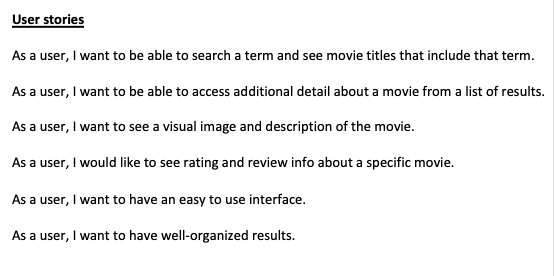 User stories
As a user, I want to be able to search a term and see movie titles that include that term.
As a user, I want to be able to access additional detail about a movie from a list of results.
As a user, I want to see a visual image and description of the movie.
As a user, I would like to see rating and review info about a specific movie.
As a user, I want to have an easy to use interface.
As a user, I want to have well-organized results.